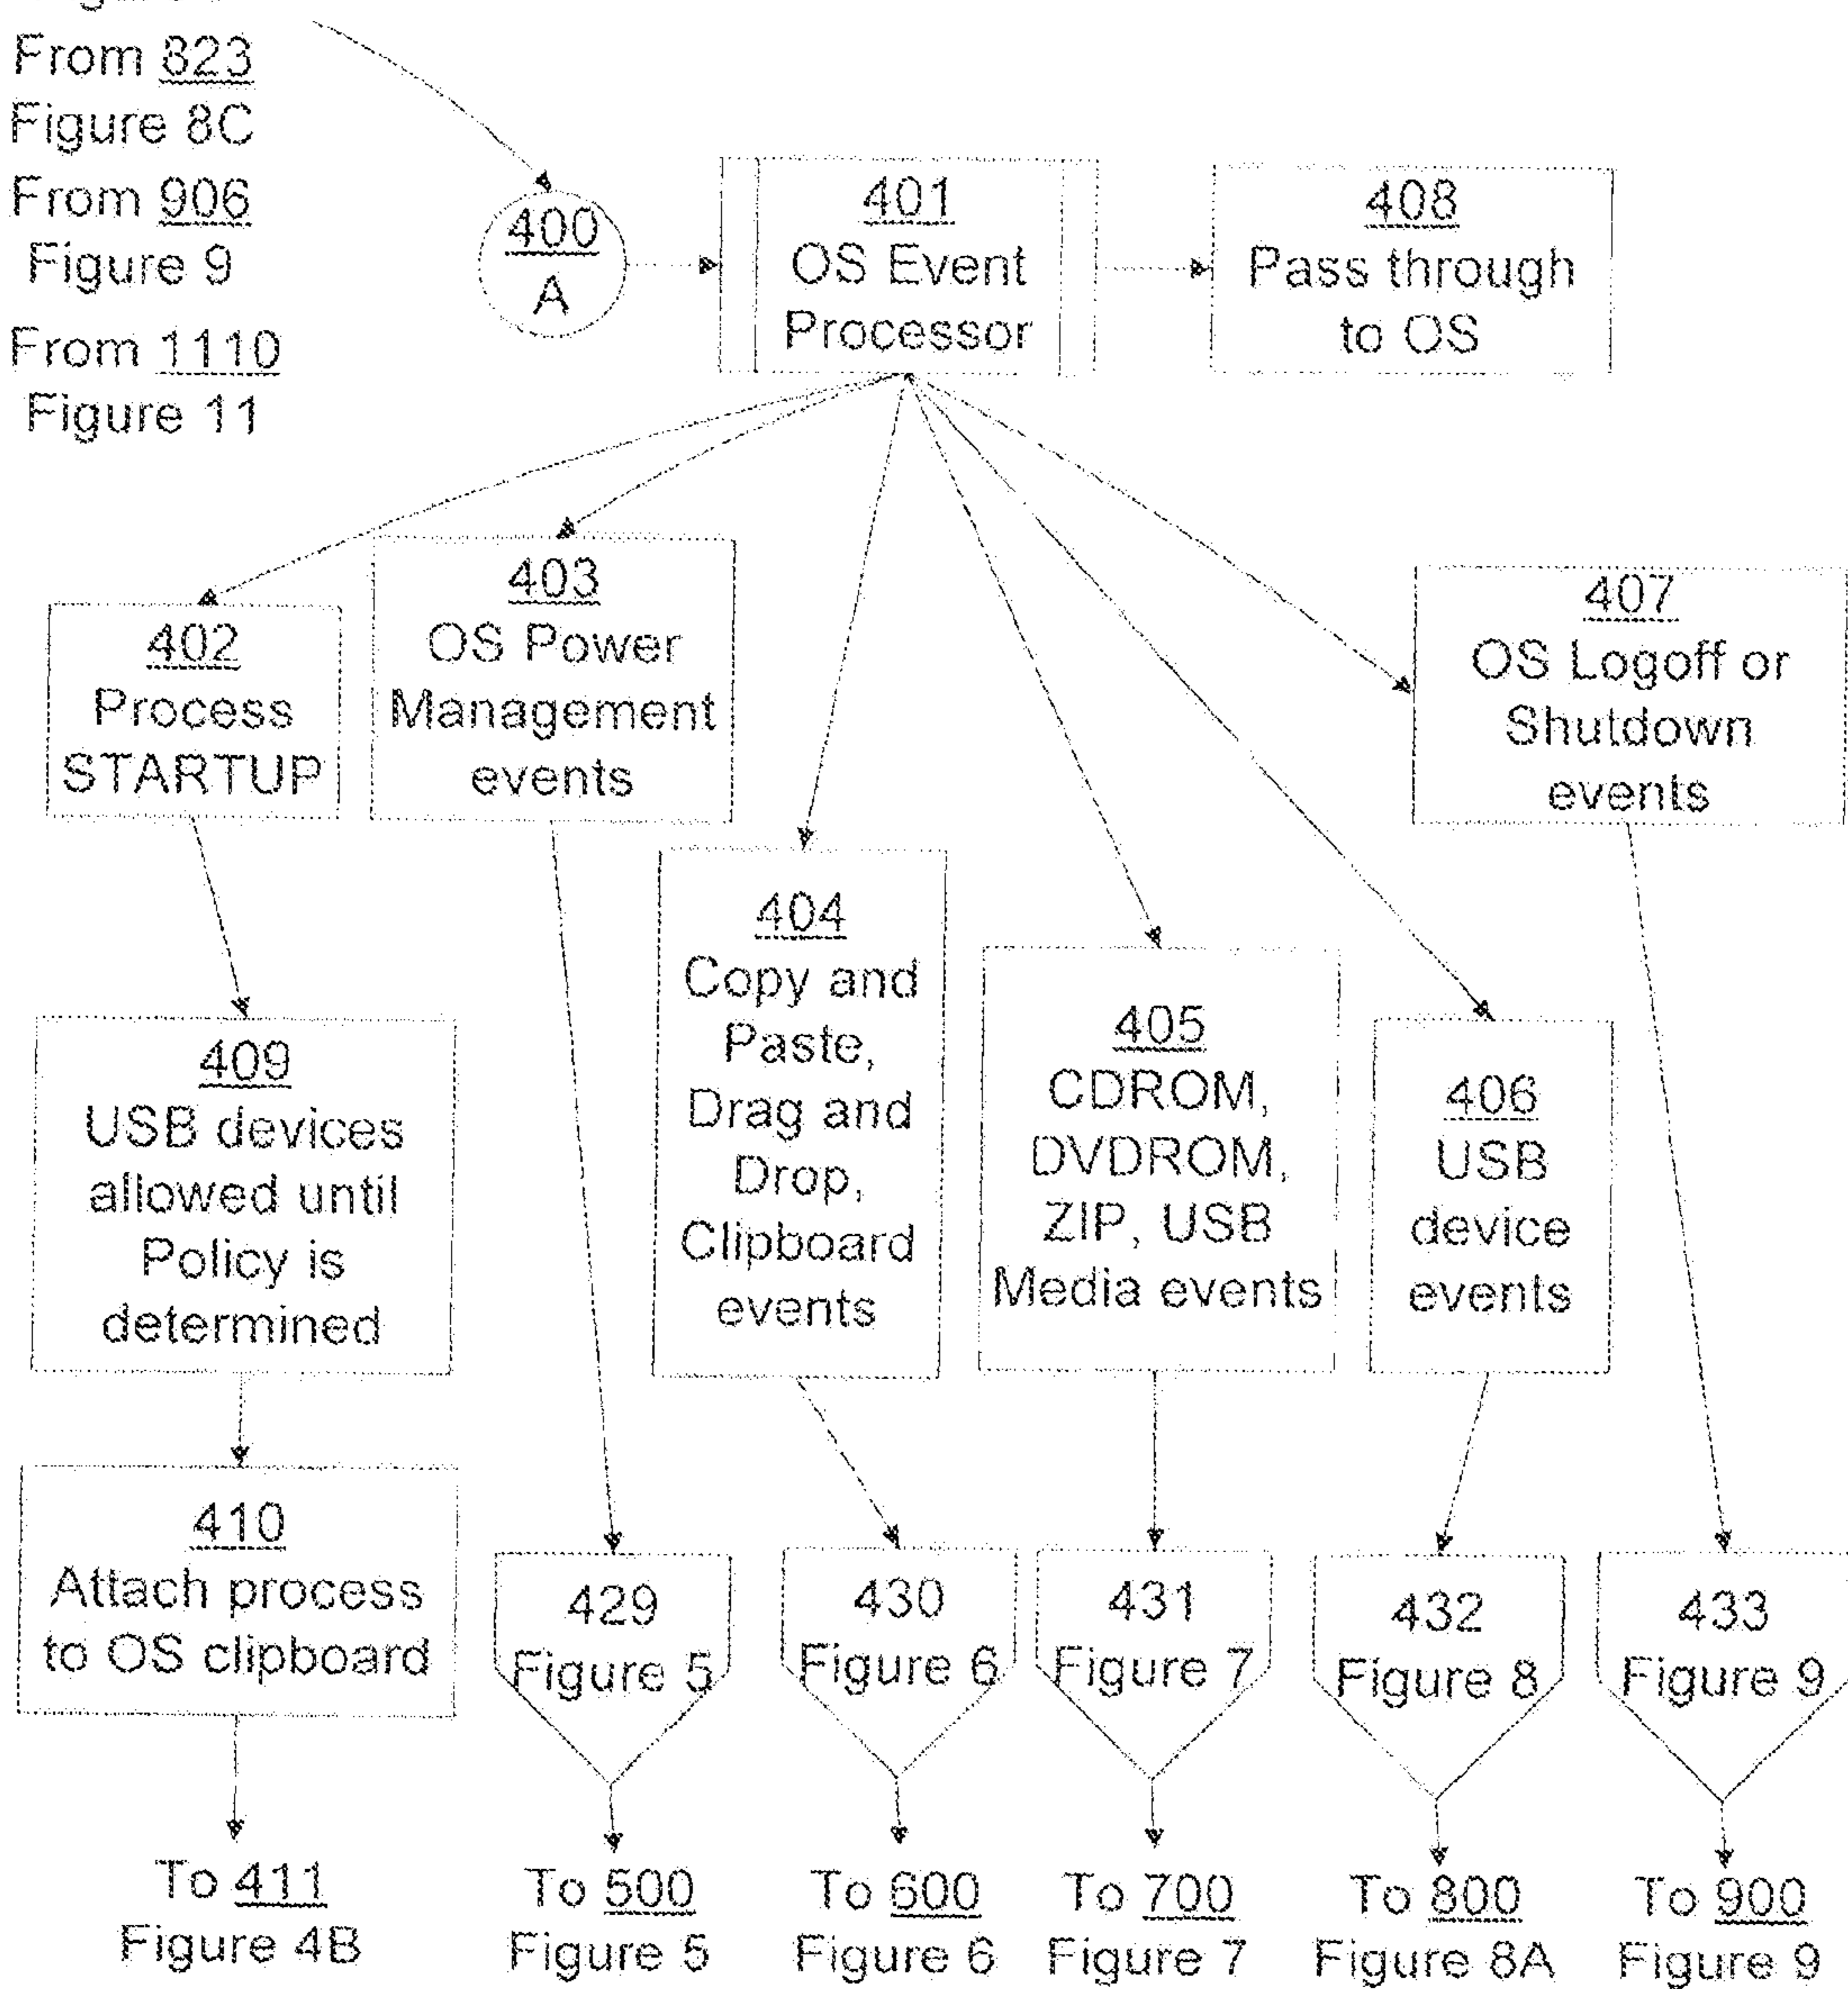 From 823
Figure 8C
From 906
Figure 9
From 1110
Figure 11
400
A
401
OS Event
Processor
408
Pass through
to OS
402
Process
STARTUP
403
OS Power
Management
events
407
OS Logoff or
Shutdown
events
404
Copy and
Paste,
Drag and
Drop,
Clipboard
events
405
CDROM,
DVDROM,
ZIP, USB
Media events
406
USB
device
events
409
USB devices
allowed until
Policy is
determined
410
Attach process
to OS clipboard
429
Figure 5
430
Figure 6
431
Figure 7
432
Figure 8
433
Figure 9
To 411
Figure 4B
To 500
Figure 5
To 600
Figure 6
To 700
Figure 7
To 800
Figure 8A
To 900
Figure 9